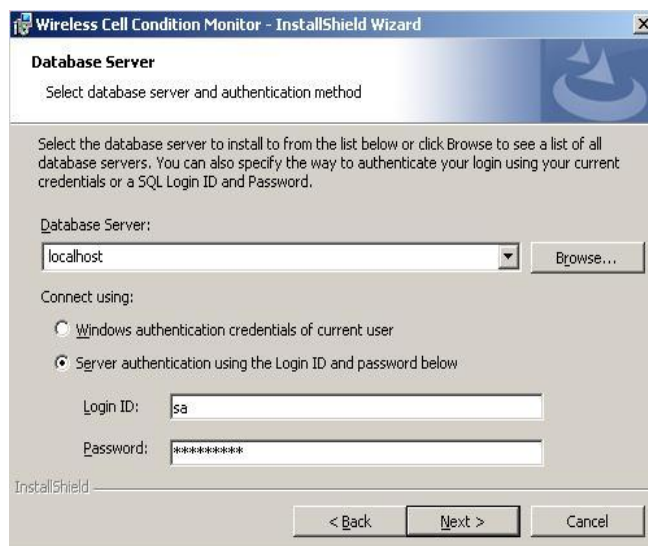 Wireless Cell Condition Monitor - InstallShield Wizard
Database Server
Select database server and authentication method
Select the database server to install to from the list below or click Browse to see a list of all
database servers. You can also specify the way to authenticate your login using your current
credentials or a SQL Login ID and Password.
Database Server:
localhost
Browse...
Connect using:
Windows authentication credentials of current user
Server authentication using the Login ID and password below
Login ID:
sa
Password:
*********
InstallShield
< Back
Next >
Cancel